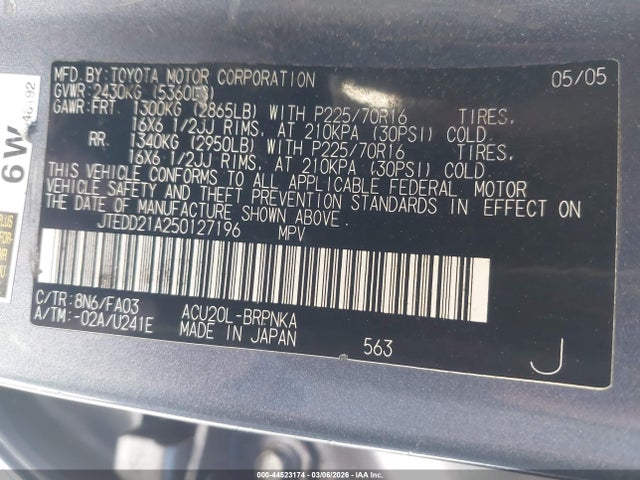 MFD. BY: TOYOTA MOTOR CORPORATION 05/05
GVWR: 2430KG (5360LB)
GAWR: FRT. 1300KG (2865LB) WITH P225/70R16 TIRES,
16X6 1/2JJ RIMS, AT 210KPA (30PSI) COLD.
RR. 1340KG (2950LB) WITH P225/70R16 TIRES,
16X6 1/2JJ RIMS, AT 210KPA (30PSI) COLD.
THIS VEHICLE CONFORMS TO ALL APPLICABLE FEDERAL MOTOR
VEHICLE SAFETY AND THEFT PREVENTION STANDARDS IN EFFECT ON
THE DATE OF MANUFACTURE SHOWN ABOVE.
JTEDD21A250127196 MPV
C/TR: 8N6/FA03 ACU20L-BRPNKA
A/TM: -02A/U241E MADE IN JAPAN 563 J
6W
PLUS
FOR-
000-44523174 | 03/06/2026 | COPYRIGHT IAA, LLC